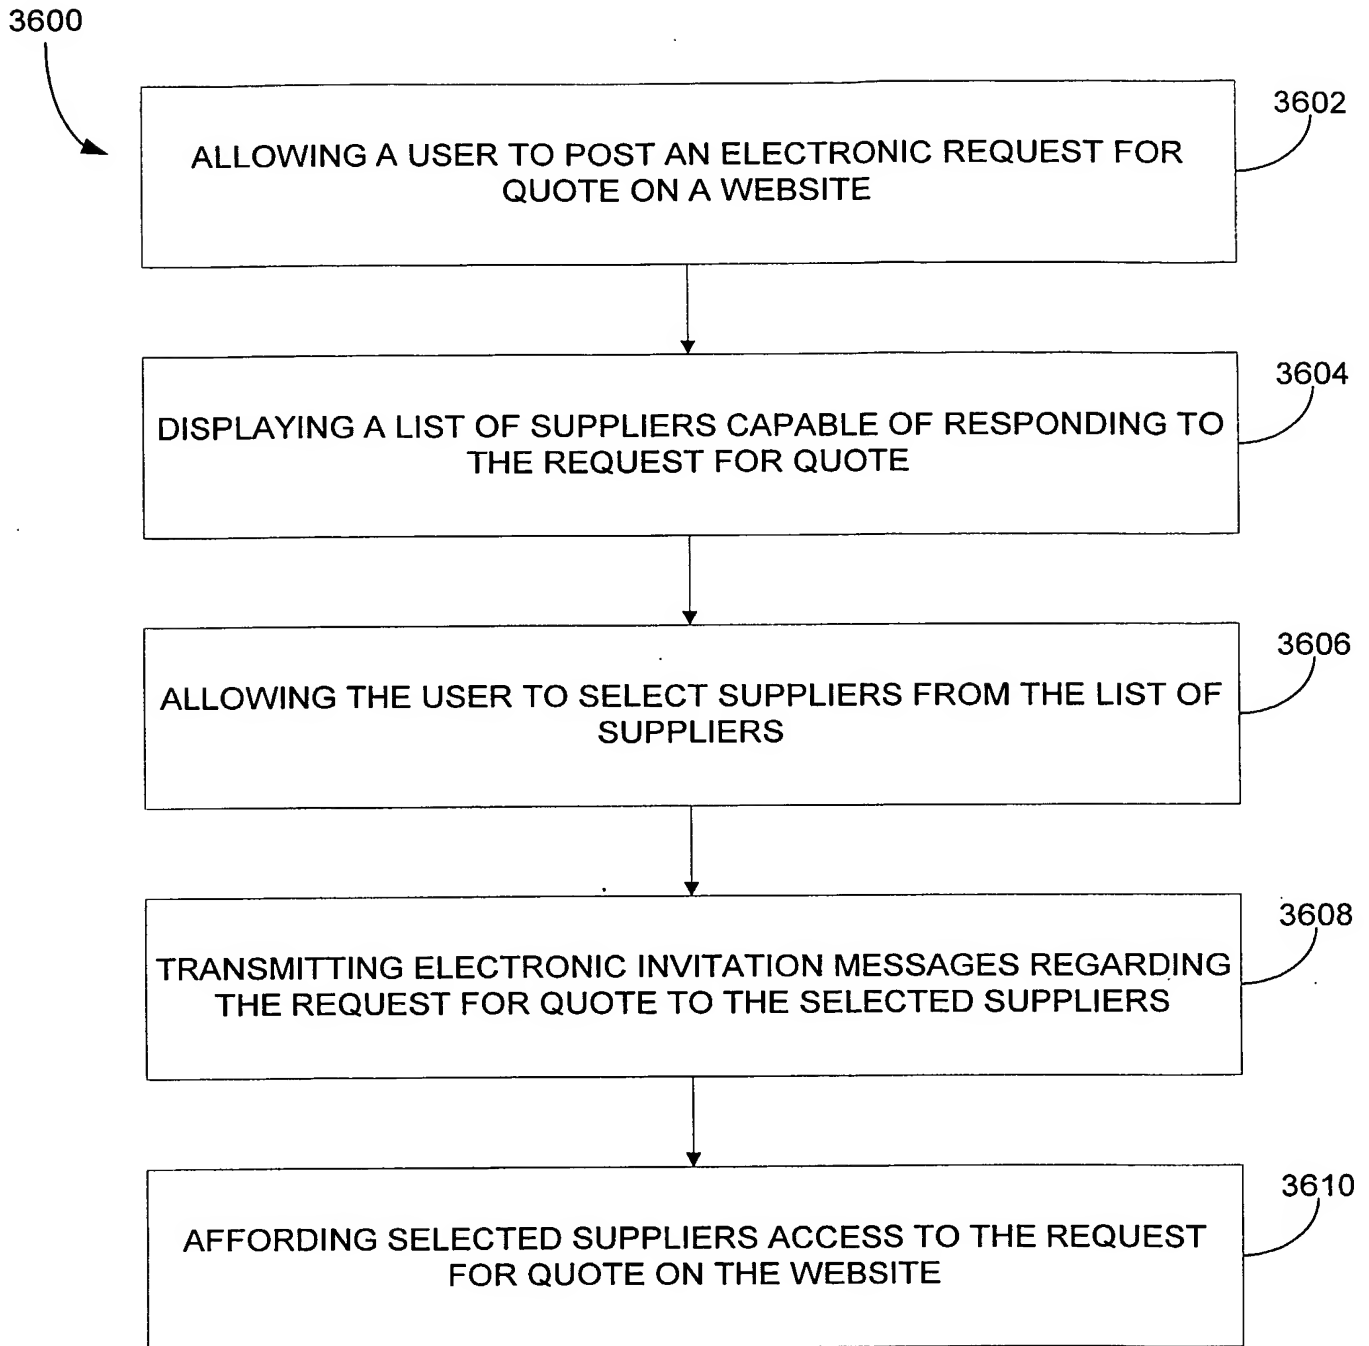 3600
3602
ALLOWING A USER TO POST AN ELECTRONIC REQUEST FOR
QUOTE ON A WEBSITE
3604
DISPLAYING A LIST OF SUPPLIERS CAPABLE OF RESPONDING TO
THE REQUEST FOR QUOTE
3606
ALLOWING THE USER TO SELECT SUPPLIERS FROM THE LIST OF
SUPPLIERS
3608
TRANSMITTING ELECTRONIC INVITATION MESSAGES REGARDING
THE REQUEST FOR QUOTE TO THE SELECTED SUPPLIERS
3610
AFFORDING SELECTED SUPPLIERS ACCESS TO THE REQUEST
FOR QUOTE ON THE WEBSITE